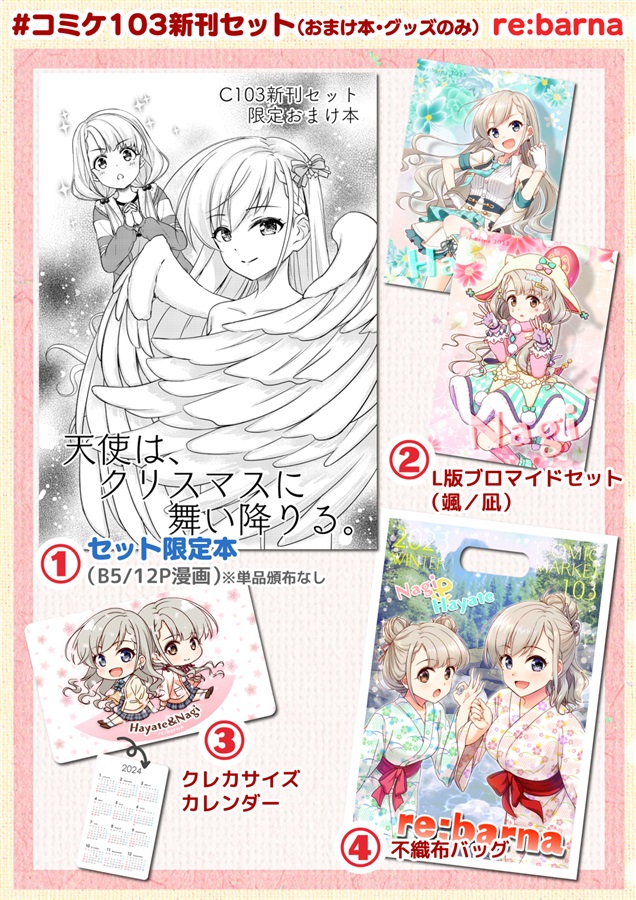 #コミケ103新刊セット(おまけ本・グッズのみ) re:barna
C103新刊セット
限定おまけ本
天使は、
クリスマスに
舞い降りる。
① セット限定本
(B5/12P漫画)※単品頒布なし
Nagi
②
L版ブロマイドセット
(颯/凪)
WINTER
103
Nagi
Hayate
Hayate&Nagi
③
クレカサイズ
カレンダー
2024
re:barna
④ 不織布バッグ